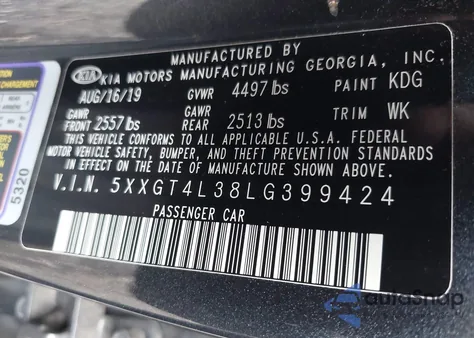 MANUFACTURED BY
KIA KIA MOTORS MANUFACTURING GEORGIA, INC.
AUG/16/19 GVWR 4497 lbs PAINT KDG
GAWR FRONT 2557 lbs GAWR REAR 2513 lbs TRIM WK
THIS VEHICLE CONFORMS TO ALL APPLICABLE U.S.A. FEDERAL
MOTOR VEHICLE SAFETY, BUMPER, AND THEFT PREVENTION STANDARDS
IN EFFECT ON THE DATE OF MANUFACTURE SHOWN ABOVE.
V.I.N. 5XXGT4L38LG399424
PASSENGER CAR
5320
autoSnap